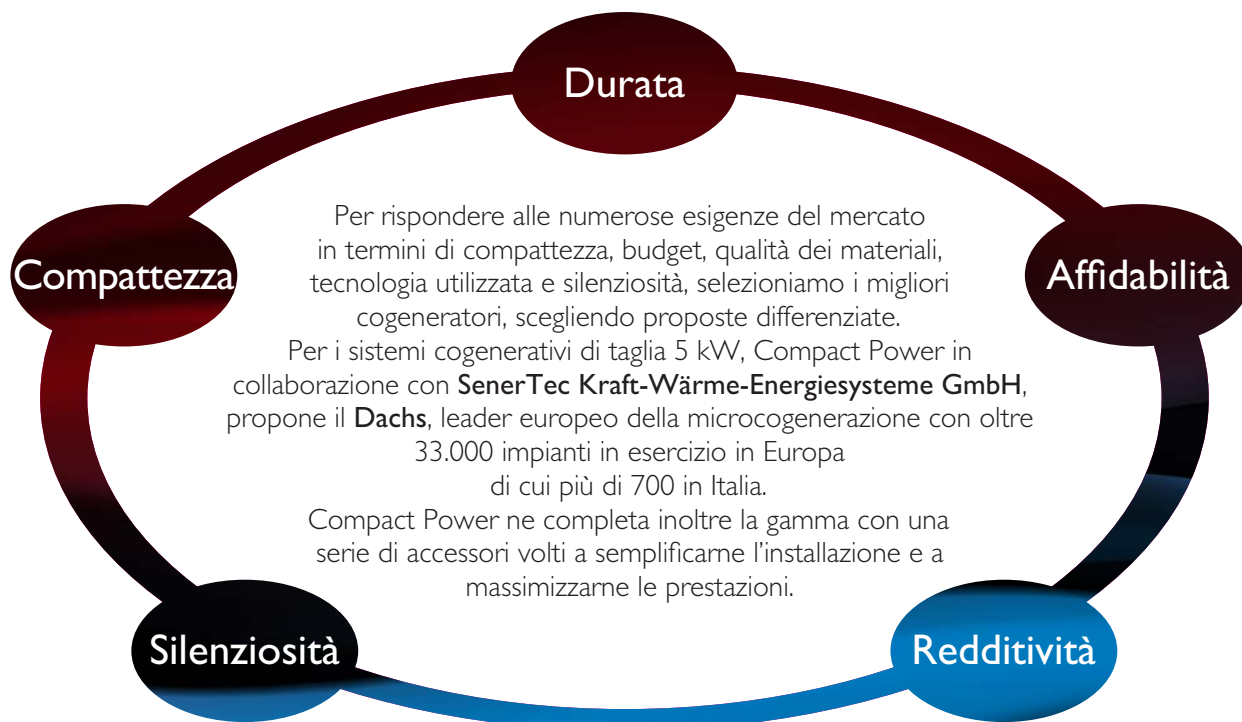 Durata
Compattezza
Affidabilità
Per rispondere alle numerose esigenze del mercato
in termini di compattezza, budget, qualità dei materiali,
tecnologia utilizzata e silenziosità, selezioniamo i migliori
cogeneratori, scegliendo proposte differenziate.
Per i sistemi cogenerativi di taglia 5 kW, Compact Power in
collaborazione con SenerTec Kraft-Wärme-Energiesysteme GmbH,
propone il Dachs, leader europeo della microcogenerazione con oltre
33.000 impianti in esercizio in Europa
di cui più di 700 in Italia.
Compact Power ne completa inoltre la gamma con una
serie di accessori volti a semplificarne l’installazione e a
massimizzarne le prestazioni.
Silenziosità
Redditività